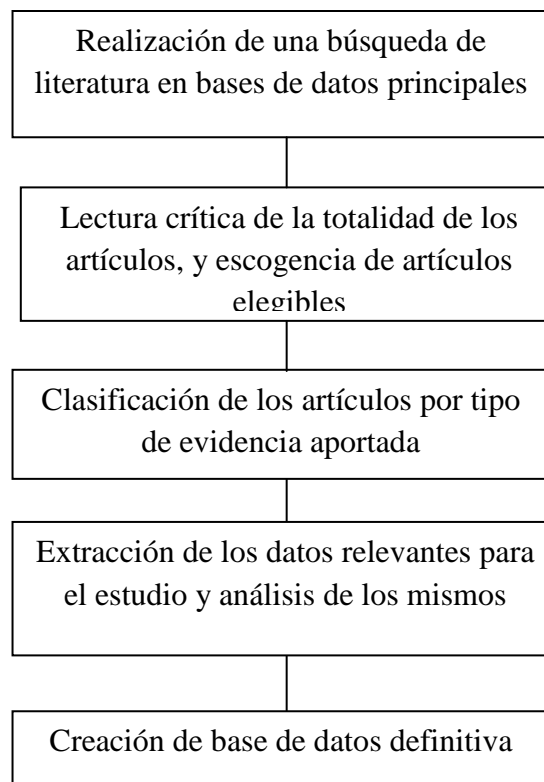 Realización de una búsqueda de
literatura en bases de datos principales
Lectura crítica de la totalidad de los
artículos, y escogencia de artículos
elegibles
Clasificación de los artículos por tipo
de evidencia aportada
Extracción de los datos relevantes para
el estudio y análisis de los mismos
Creación de base de datos definitiva